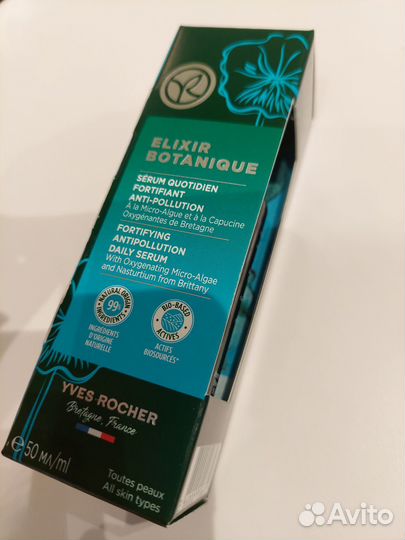 ELIXIR
BOTANIQUE
SÉRUM QUOTIDIEN
FORTIFIANT
ANTI-POLLUTION
À la Micro-Algue et à la Capucine
Oxygénantes de Bretagne
FORTIFYING
ANTIPOLLUTION
DAILY SERUM
With Oxygenating Micro-Algae
and Nasturtium from Brittany
NATURAL ORIGIN
99%
INGREDIENTS
INGRÉDIENTS
D'ORIGINE
NATURELLE
BIO-BASED
ACTIVES
ACTIFS
BIOSOURCÉS*
YVES ROCHER
Bretagne, France
℮ 50 МЛ/ml
Toutes peaux
All skin types
Avito